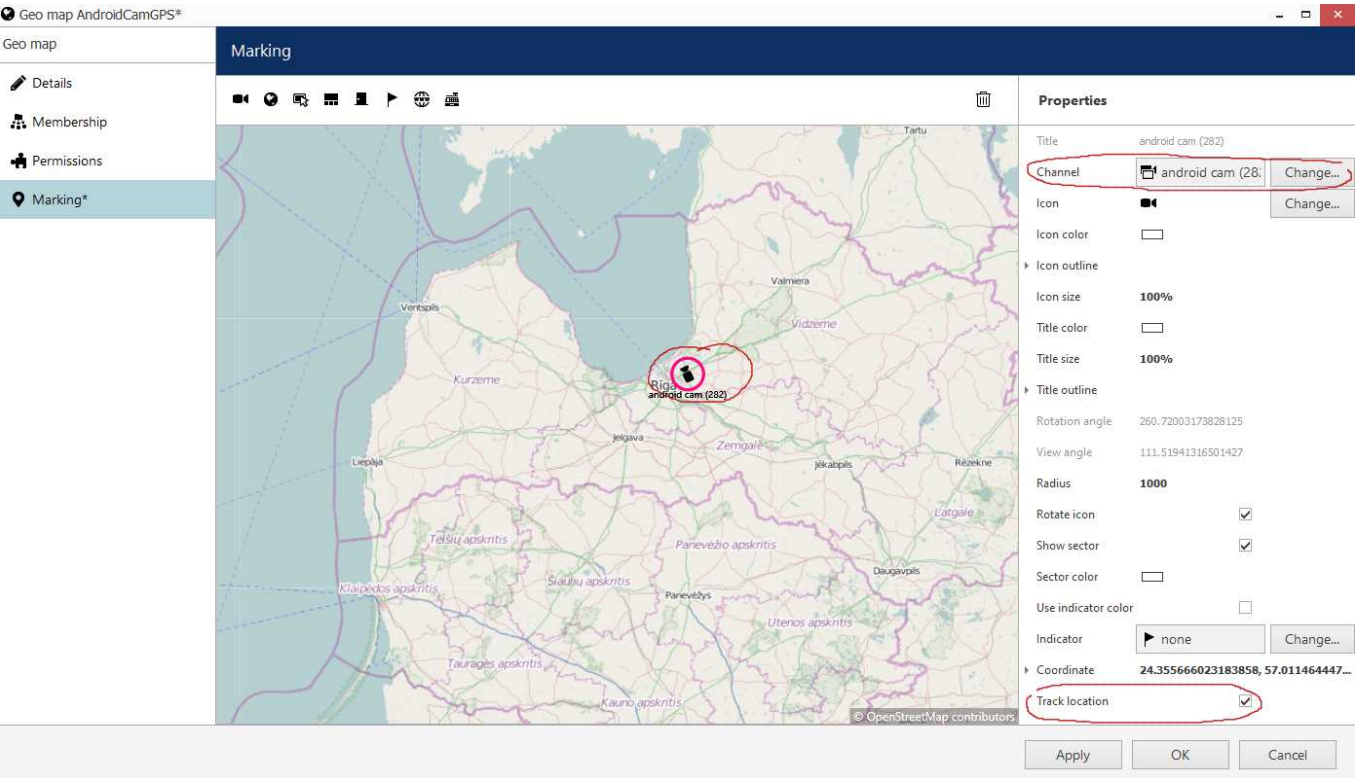 Geo map AndroidCamGPS*
Geo map
Details
Membership
Permissions
Marking*
Marking
Tartu
Valmiera
Ventspils
Vidzeme
Kurzeme
Rīga
android cam (282)
Jelgava
Zemgale
Liepāja
Jēkabpils
Rēzekne
Latgale
Telšių apskritis
Panevėžio apskritis
Daugavpils
Šiaulių apskritis
Klaipėdos apskritis
Panevėžys
Utenos apskritis
Tauragės apskritis
Kauno apskritis
© OpenStreetMap contributors
Properties
Title android cam (282)
Channel android cam (28. Change...
Icon Change...
Icon color
Icon outline
Icon size 100%
Title color
Title size 100%
Title outline
Rotation angle 260.72003173828125
View angle 111.51941316501427
Radius 1000
Rotate icon
Show sector
Sector color
Use indicator color
Indicator none Change...
Coordinate 24.355666023183858, 57.011464447...
Track location
Apply OK Cancel